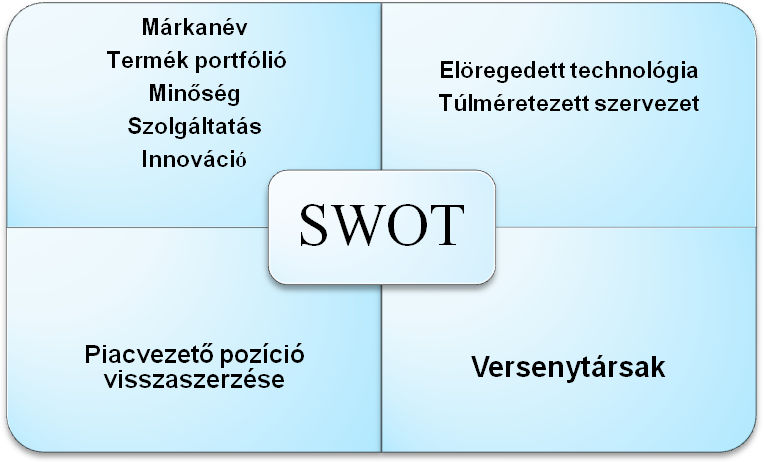 Márkanév
Termék portfólió
Minőség
Szolgáltatás
Innováció
Elöregedett technológia
Túlméretezett szervezet
SWOT
Piacvezető pozíció
visszaszerzése
Versenytársak